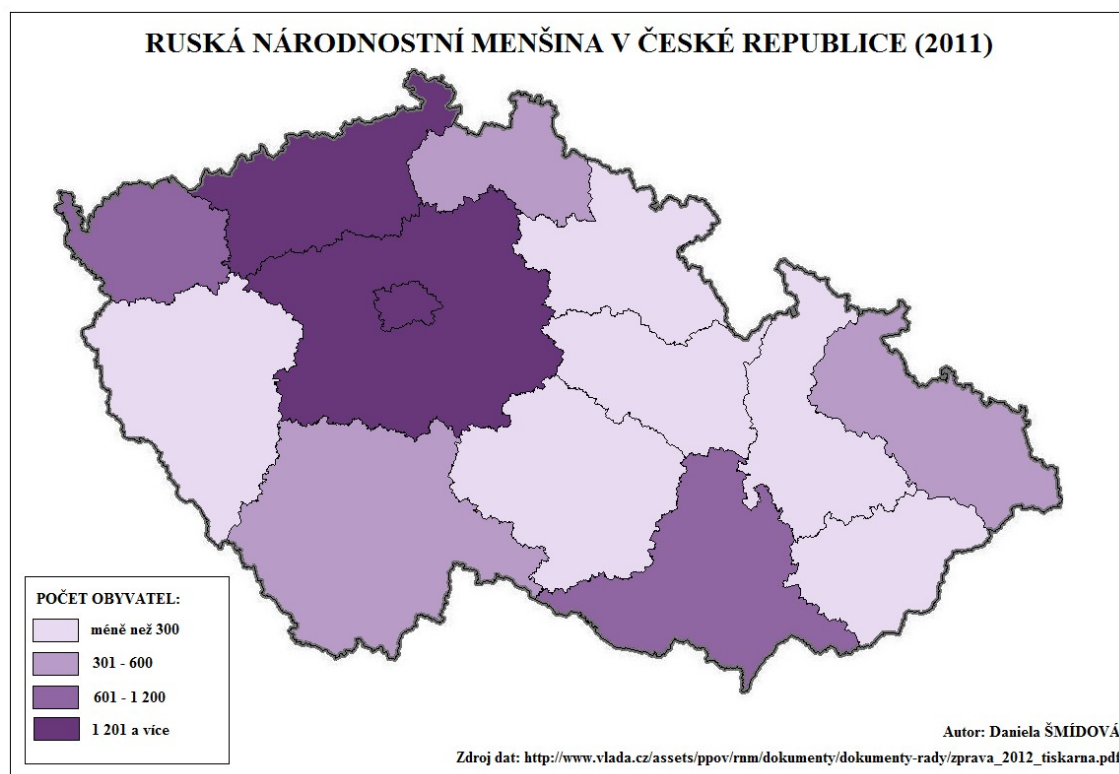 RUSKÁ NÁRODNOSTNÍ MENŠINA V ČESKÉ REPUBLICE (2011)
POČET OBYVATEL:
méně než 300
301 - 600
601 - 1 200
1 201 a více
Autor: Daniela ŠMÍDOVÁ
Zdroj dat: http://www.vlada.cz/assets/ppov/rnm/dokumenty/dokumenty-rady/zprava_2012_tiskarna.pdf